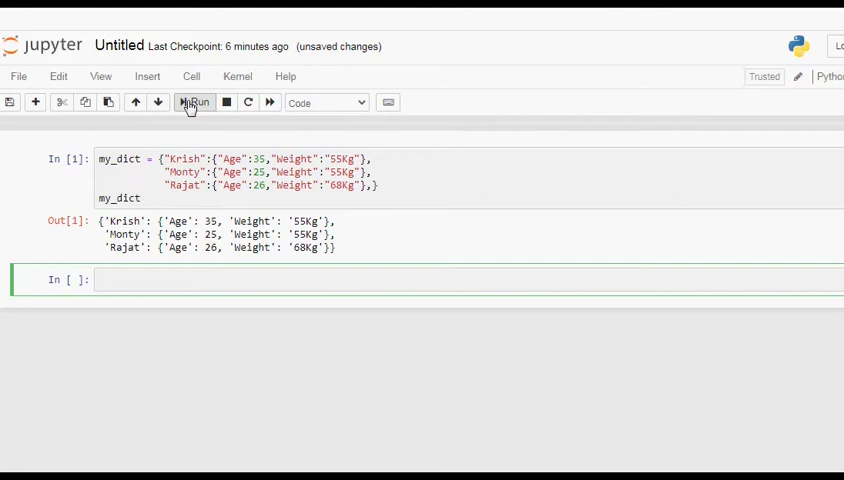 jupyter Untitled Last Checkpoint: 6 minutes ago (unsaved changes)
File Edit View Insert Cell Kernel Help Trusted
Run Code
In [1]: my_dict = {"Krish":{"Age":35,"Weight":"55Kg"},
"Monty":{"Age":25,"Weight":"55Kg"},
"Rajat":{"Age":26,"Weight":"68Kg"},}
my_dict
Out[1]: {'Krish': {'Age': 35, 'Weight': '55Kg'},
'Monty': {'Age': 25, 'Weight': '55Kg'},
'Rajat': {'Age': 26, 'Weight': '68Kg'}}
In [ ]: